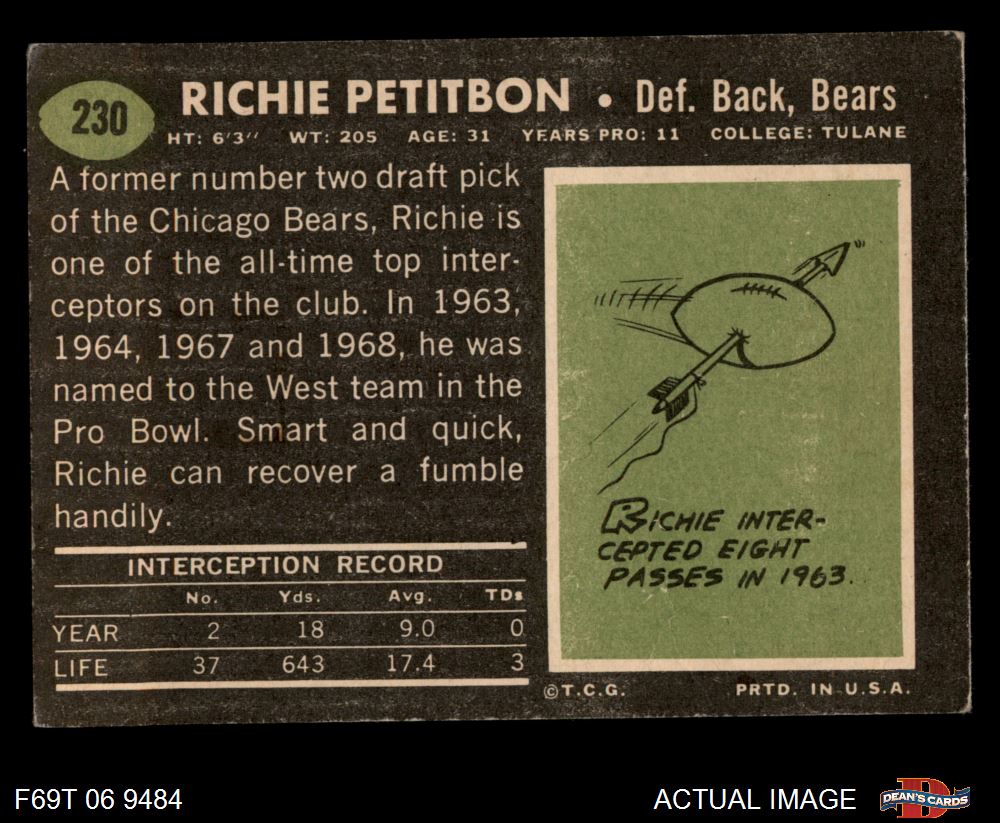 230
RICHIE PETITBON • Def. Back, Bears
HT: 6'3" WT: 205 AGE: 31 YEARS PRO: 11 COLLEGE: TULANE
A former number two draft pick
of the Chicago Bears, Richie is
one of the all-time top inter-
ceptors on the club. In 1963,
1964, 1967 and 1968, he was
named to the West team in the
Pro Bowl. Smart and quick,
Richie can recover a fumble
handily.
INTERCEPTION RECORD
No. Yds. Avg. TDs
YEAR 2 18 9.0 0
LIFE 37 643 17.4 3
RICHIE INTER-
CEPTED EIGHT
PASSES IN 1963.
©T.C.G. PRTD. IN U.S.A.
F69T 06 9484
ACTUAL IMAGE
D
DEAN'S CARDS